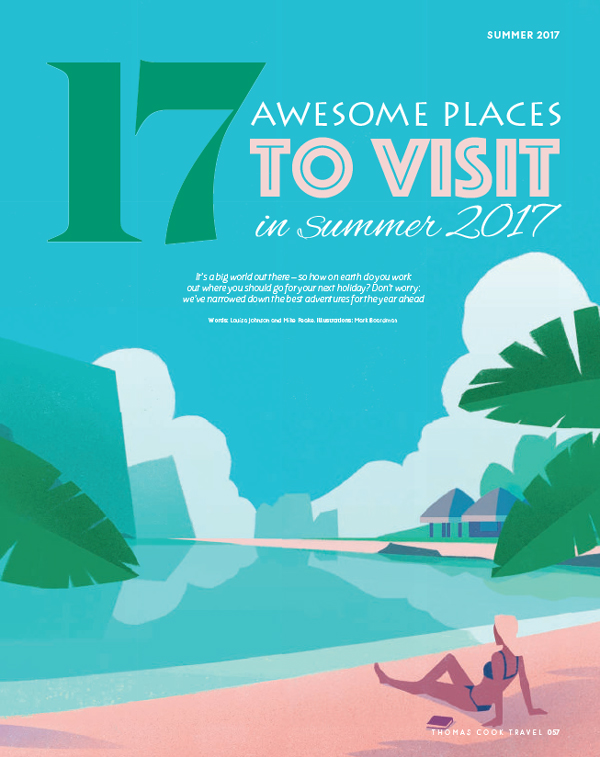 SUMMER 2017
17
AWESOME PLACES
TO VISIT
in summer 2017
It's a big world out there – so how on earth do you work
out where you should go for your next holiday? Don't worry:
we've narrowed down the best adventures for the year ahead
Words: Louiza Johnson and Mike Peake. Illustrations: Mark Boardman
THOMAS COOK TRAVEL 057